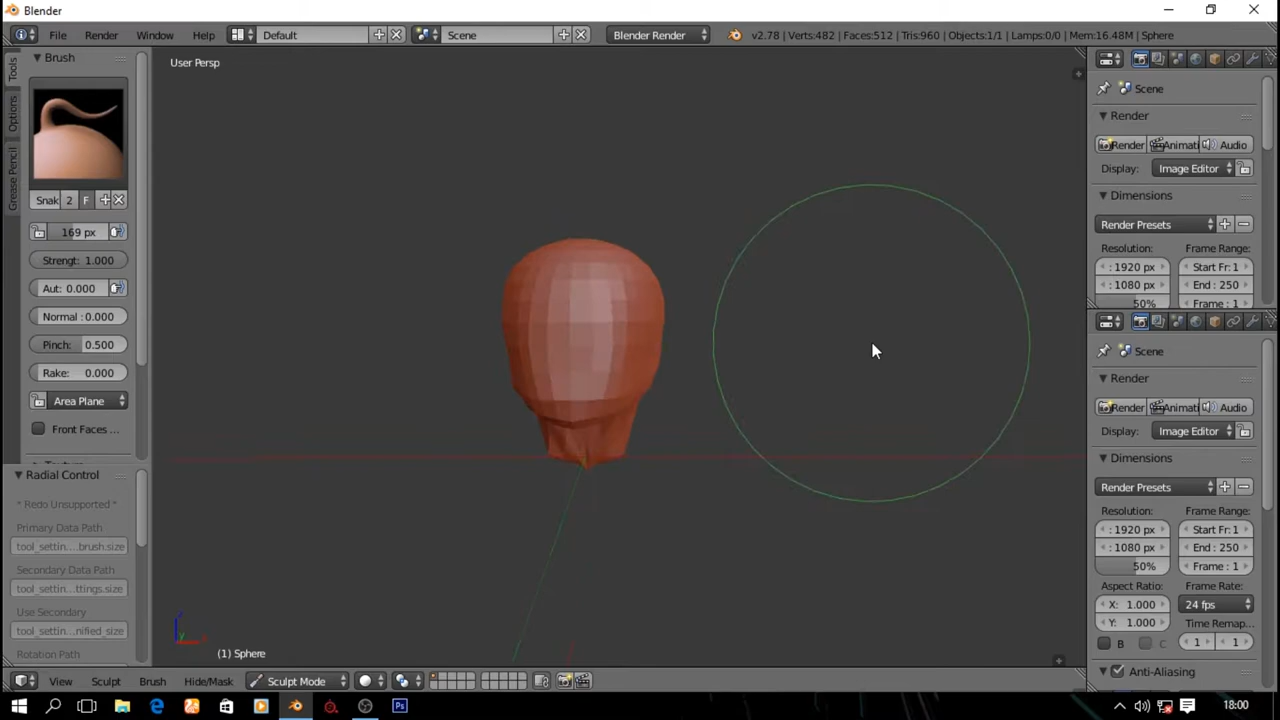 Blender
File Render Window Help Default Scene Blender Render v2.78 | Verts:482 | Faces:512 | Tris:960 | Objects:1/1 | Lamps:0/0 | Mem:16.48M | Sphere
Tools
Options
Grease Pencil
Brush
Snak 2 F
169 px
Strengt: 1.000
Aut: 0.000
Normal : 0.000
Pinch: 0.500
Rake: 0.000
Area Plane
Front Faces ...
Radial Control
* Redo Unsupported *
Primary Data Path
tool_settin....brush.size
Secondary Data Path
tool_settin...ttings.size
Use Secondary
tool_settin...nified_size
Rotation Path
User Persp
(1) Sphere
View Sculpt Brush Hide/Mask Sculpt Mode
Scene
Render
Render Animati Audio
Display: Image Editor
Dimensions
Render Presets
Resolution: Frame Range:
: 1920 px Start Fr: 1
: 1080 px End : 250
50% Frame : 1
Scene
Render
Render Animati Audio
Display: Image Editor
Dimensions
Render Presets
Resolution: Frame Range:
: 1920 px Start Fr: 1
: 1080 px End : 250
50% Frame : 1
Aspect Ratio: Frame Rate:
X: 1.000 24 fps
Y: 1.000 Time Remap...
B C 1 1
Anti-Aliasing
18:00